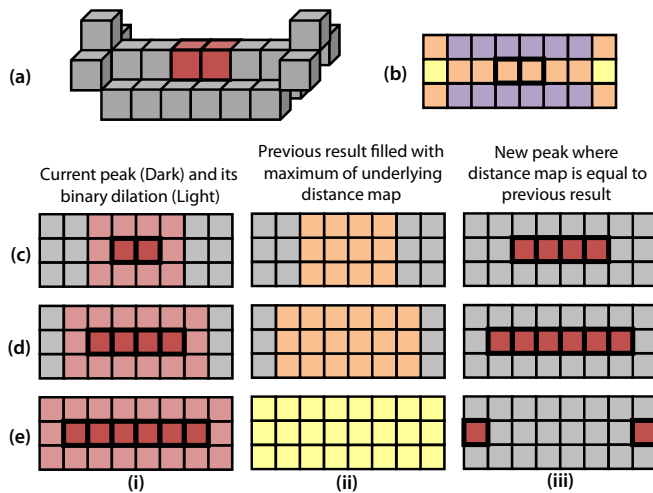 (a)
(b)
Current peak (Dark) and its
binary dilation (Light)
Previous result filled with
maximum of underlying
distance map
New peak where
distance map is equal to
previous result
(c)
(d)
(e)
(i)
(ii)
(iii)